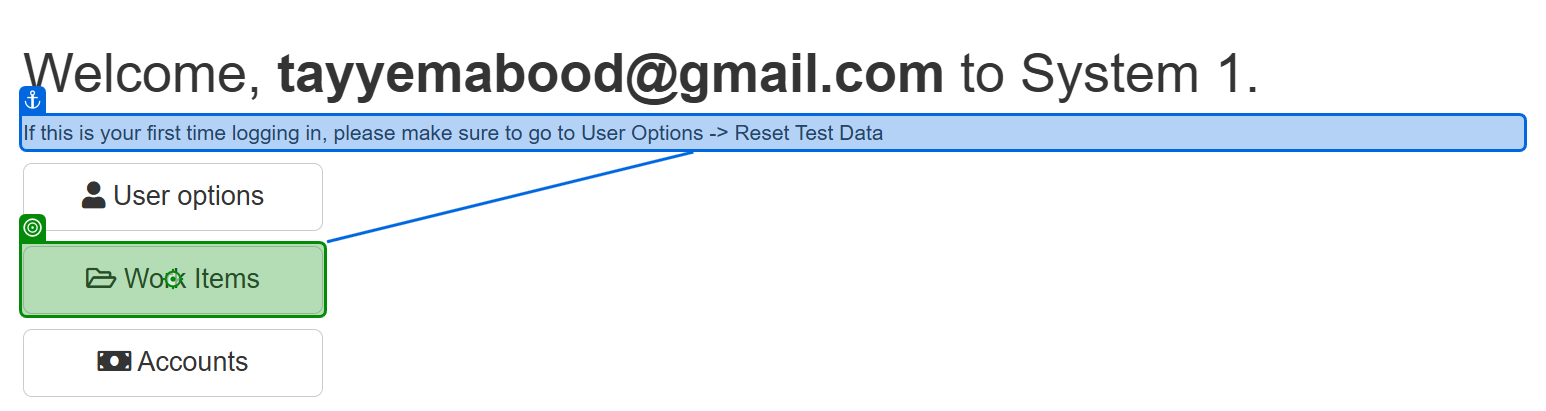 Welcome, tayyemabood@gmail.com to System 1.
If this is your first time logging in, please make sure to go to User Options -> Reset Test Data
User options
Work Items
Accounts